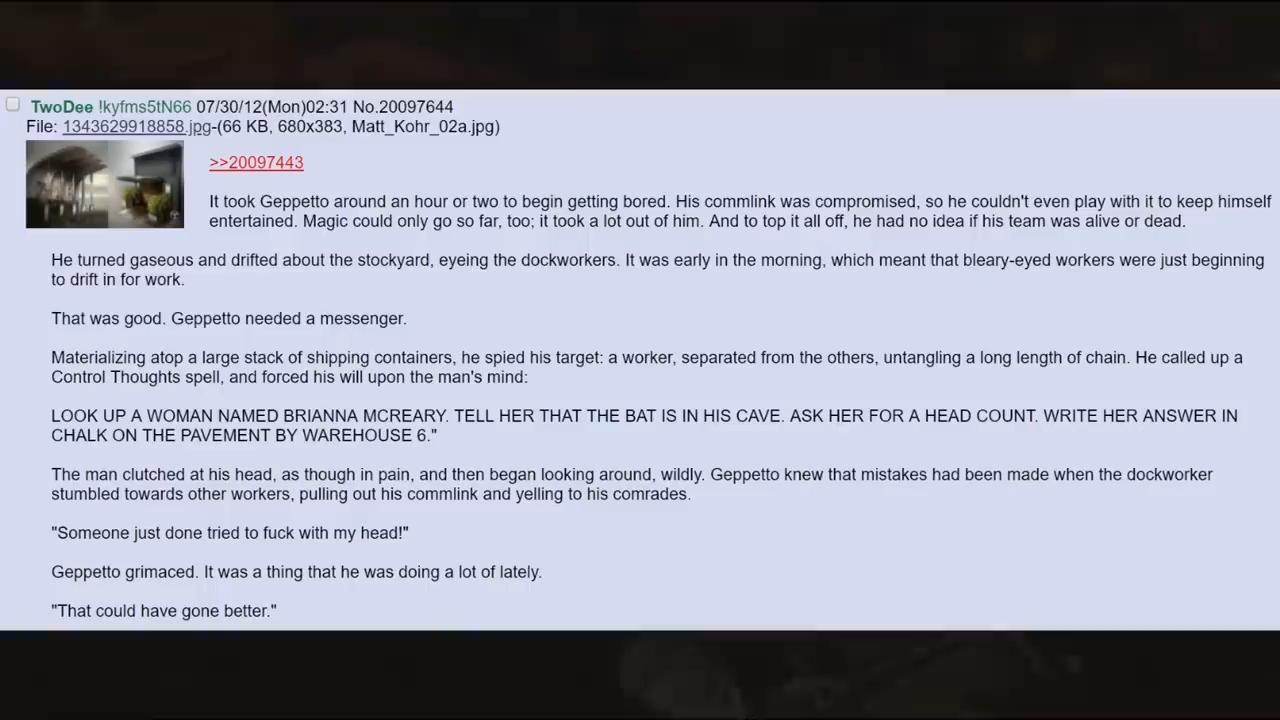 TwoDee !kyfms5tN66 07/30/12(Mon)02:31 No.20097644
File: 1343629918858.jpg-(66 KB, 680x383, Matt_Kohr_02a.jpg)
>>20097443
It took Geppetto around an hour or two to begin getting bored. His commlink was compromised, so he couldn't even play with it to keep himself
entertained. Magic could only go so far, too; it took a lot out of him. And to top it all off, he had no idea if his team was alive or dead.
He turned gaseous and drifted about the stockyard, eyeing the dockworkers. It was early in the morning, which meant that bleary-eyed workers were just beginning
to drift in for work.
That was good. Geppetto needed a messenger.
Materializing atop a large stack of shipping containers, he spied his target: a worker, separated from the others, untangling a long length of chain. He called up a
Control Thoughts spell, and forced his will upon the man's mind:
LOOK UP A WOMAN NAMED BRIANNA MCREARY. TELL HER THAT THE BAT IS IN HIS CAVE. ASK HER FOR A HEAD COUNT. WRITE HER ANSWER IN
CHALK ON THE PAVEMENT BY WAREHOUSE 6."
The man clutched at his head, as though in pain, and then began looking around, wildly. Geppetto knew that mistakes had been made when the dockworker
stumbled towards other workers, pulling out his commlink and yelling to his comrades.
"Someone just done tried to fuck with my head!"
Geppetto grimaced. It was a thing that he was doing a lot of lately.
"That could have gone better."